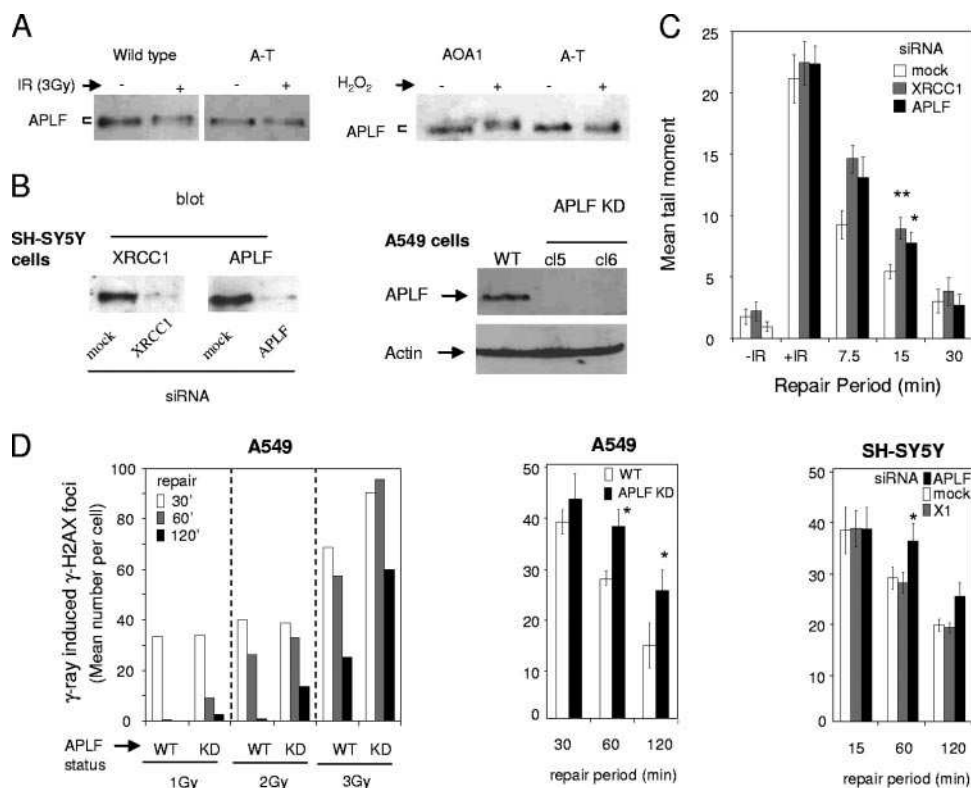 A
Wild type
A-T
IR (3Gy)
-
+
-
+
APLF
AOA1
A-T
H₂O₂
-
+
-
+
APLF
B
blot
SH-SY5Y
cells
XRCC1
APLF
mock
XRCC1
mock
APLF
siRNA
APLF KD
A549 cells
WT
cl5
cl6
APLF
Actin
C
25
20
15
10
5
0
Mean tail moment
siRNA
mock
XRCC1
APLF
**
*
-IR
+IR
7.5
15
30
Repair Period (min)
D
A549
γ-ray induced γ-H2AX foci
(Mean number per cell)
100
80
60
40
20
0
repair
30'
60'
120'
APLF
status
WT
KD
WT
KD
WT
KD
1Gy
2Gy
3Gy
A549
50
40
30
20
10
0
WT
APLF KD
*
*
30
60
120
repair period (min)
SH-SY5Y
50
40
30
20
10
0
siRNA
APLF
mock
X1
*
15
60
120
repair period (min)